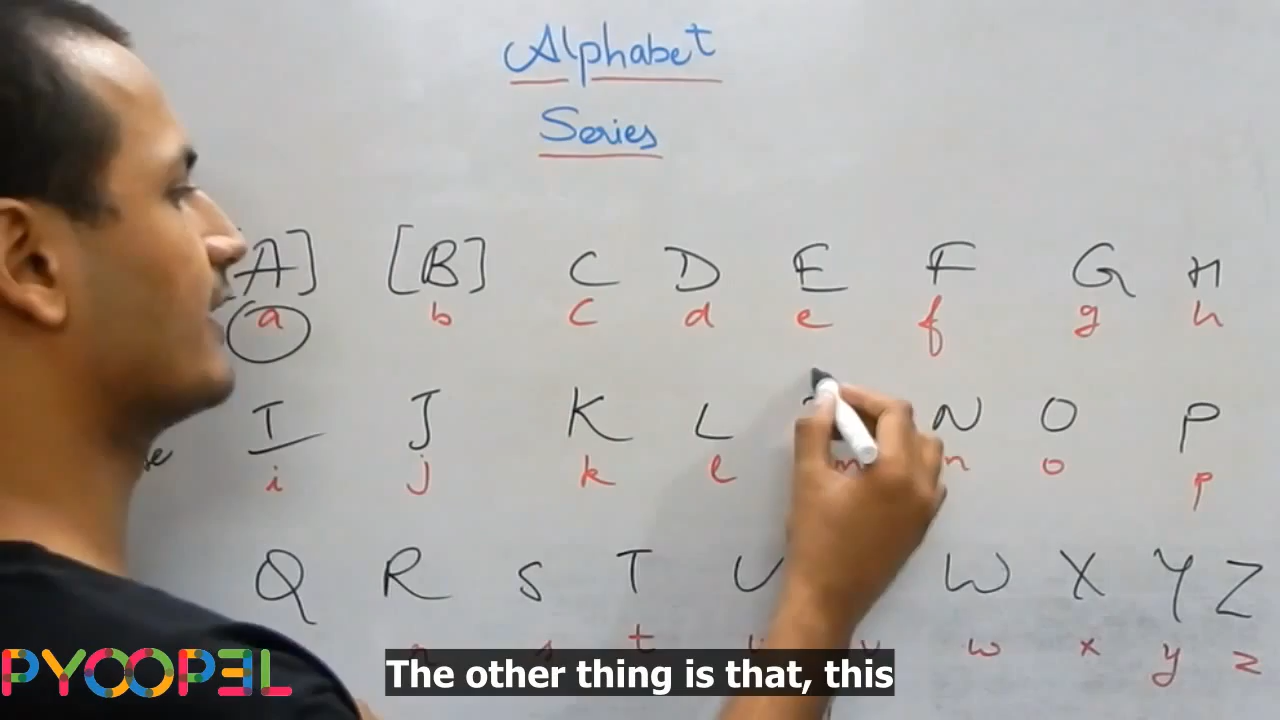 Alphabet
Series
[A] [B] C D E F G H
a b c d e f g h
I J K L N O P
i j k l m n o p
Q R S T U W X Y Z
t w x y z
PYOOPEL
The other thing is that, this